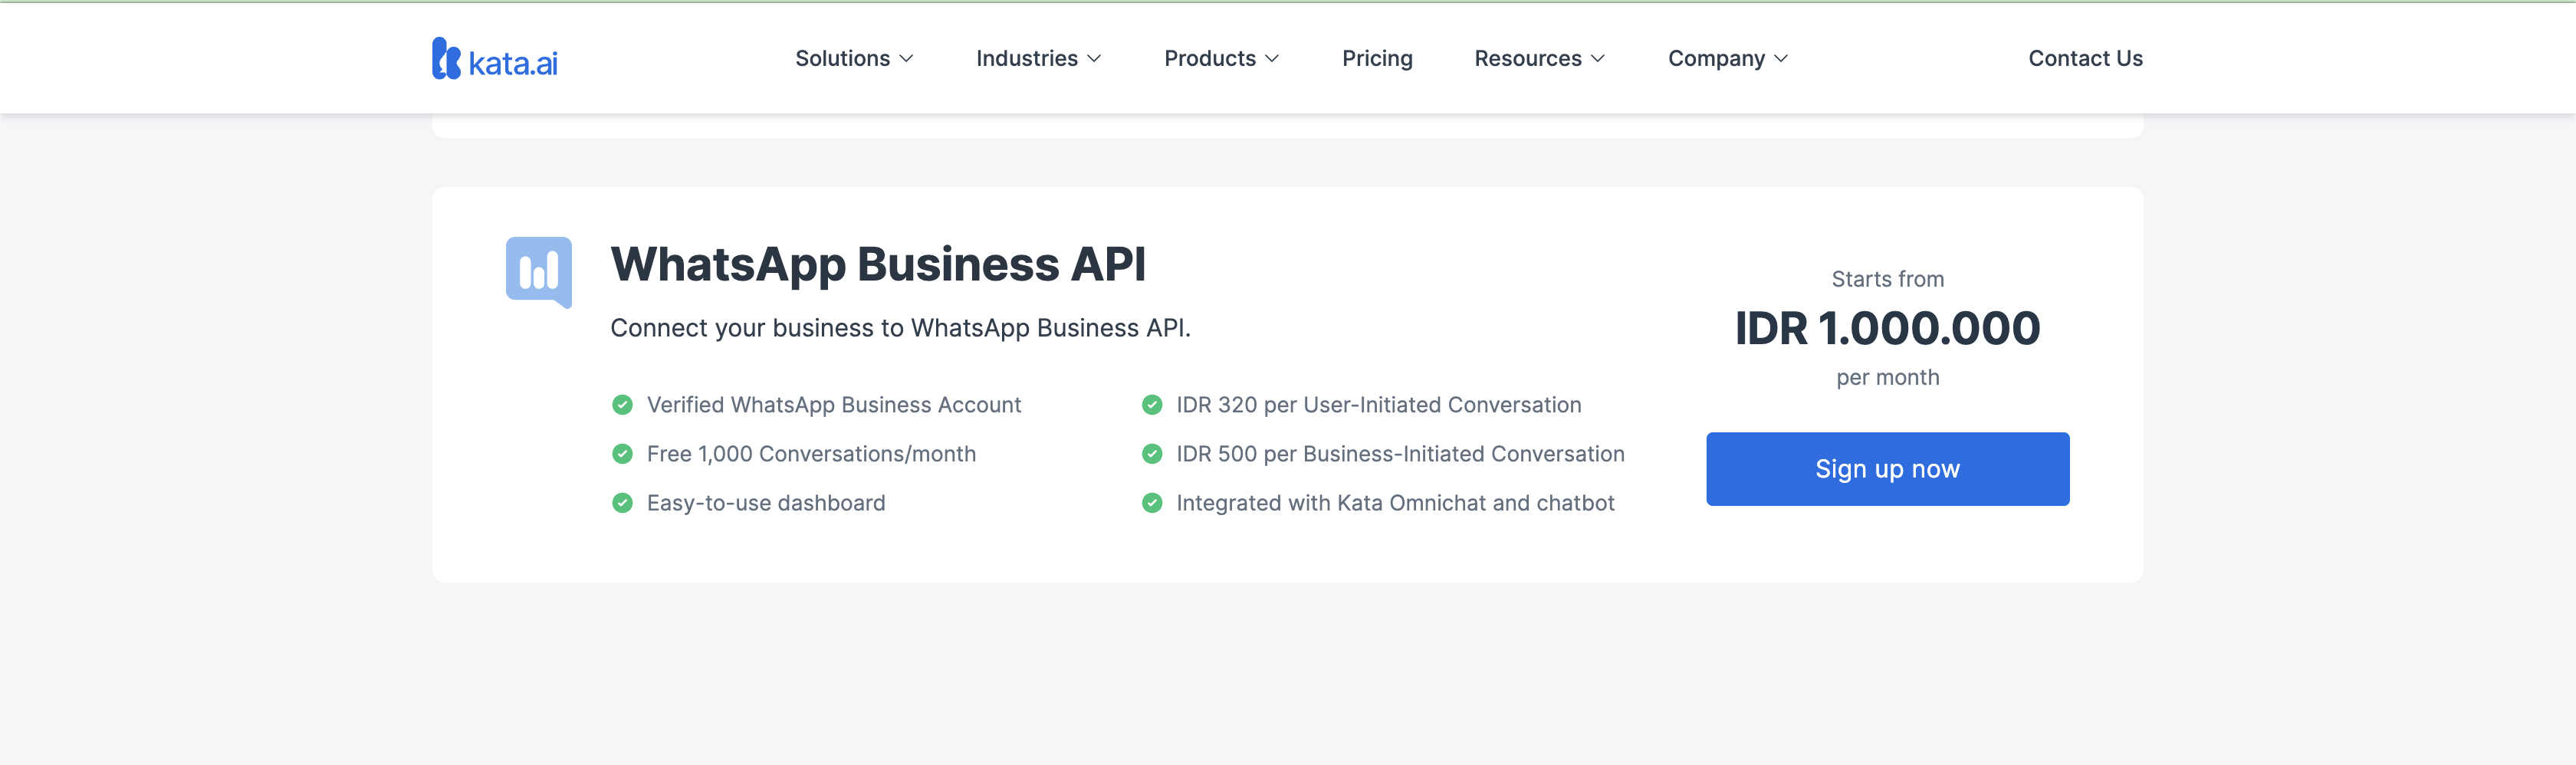 kata.ai
Solutions
Industries
Products
Pricing
Resources
Company
Contact Us
WhatsApp Business API
Connect your business to WhatsApp Business API.
Verified WhatsApp Business Account
Free 1,000 Conversations/month
Easy-to-use dashboard
IDR 320 per User-Initiated Conversation
IDR 500 per Business-Initiated Conversation
Integrated with Kata Omnichat and chatbot
Starts from
IDR 1.000.000
per month
Sign up now